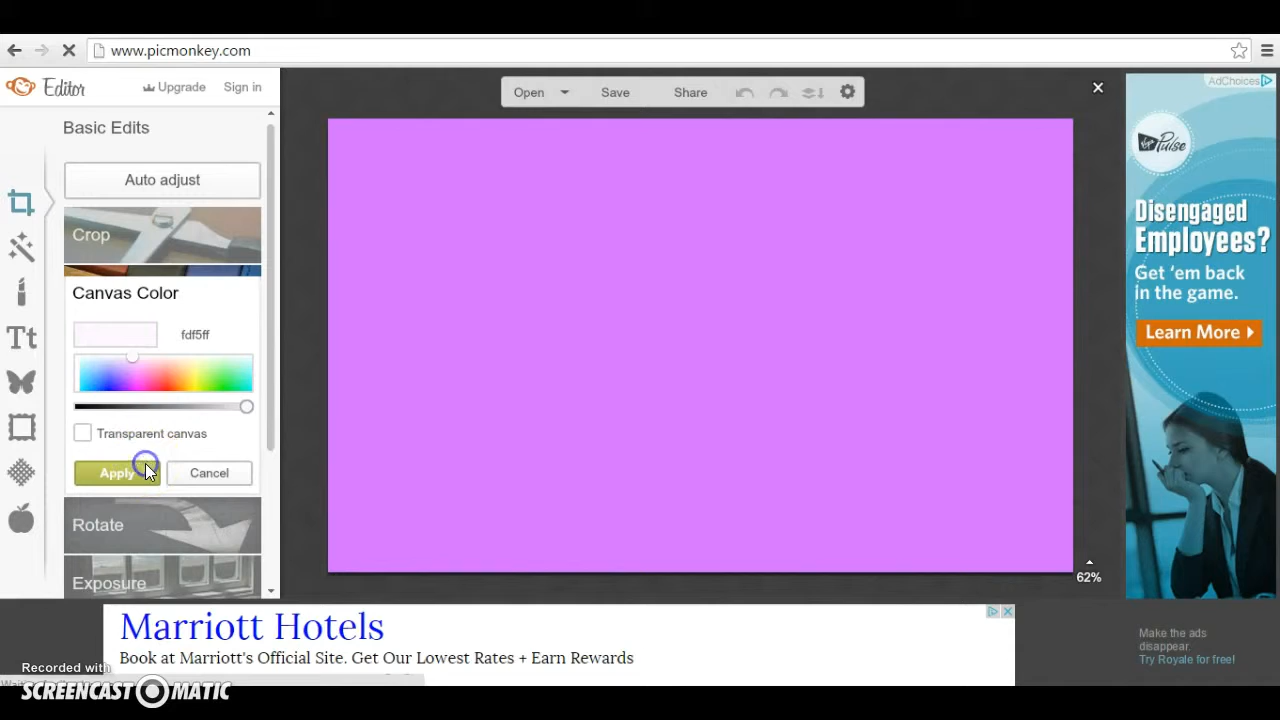 www.picmonkey.com
Editor
Upgrade
Sign in
Open
Save
Share
AdChoices
Basic Edits
Auto adjust
Crop
Canvas Color
fdf5ff
Transparent canvas
Apply
Cancel
Rotate
Exposure
Tt
62%
Pulse
Disengaged
Employees?
Get 'em back
in the game.
Learn More
Marriott Hotels
Book at Marriott's Official Site. Get Our Lowest Rates + Earn Rewards
Make the ads
disappear.
Try Royale for free!
Recorded with
SCREENCAST MATIC